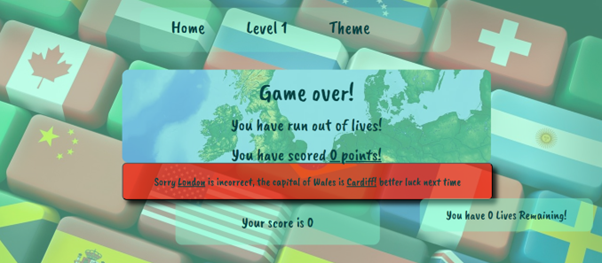 Home Level 1 Theme
Game over!
You have run out of lives!
You have scored 0 points!
Sorry London is incorrect, the capital of Wales is Cardiff! better luck next time
You have 0 Lives Remaining!
Your score is 0